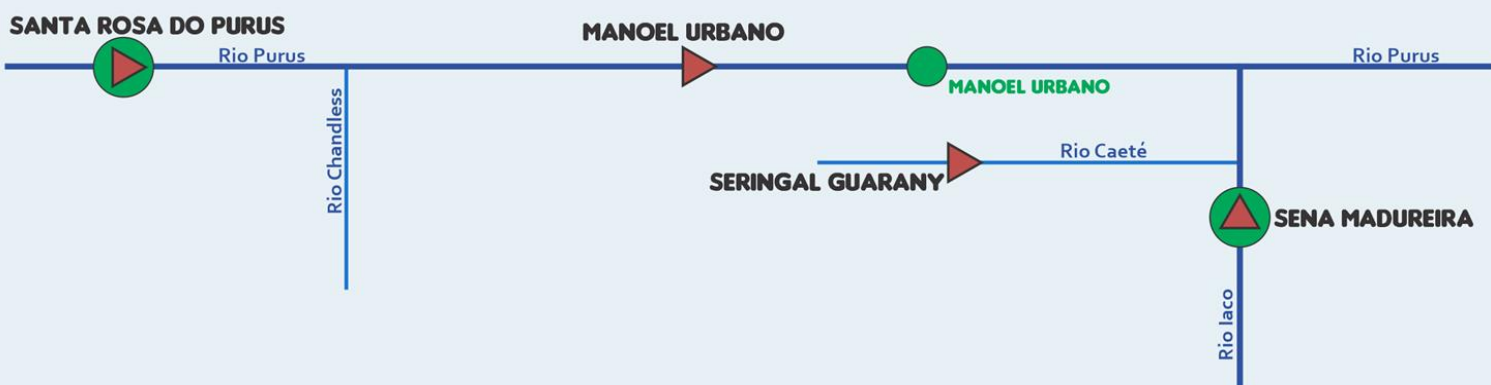 SANTA ROSA DO PURUS
Rio Purus
MANOEL URBANO
Rio Purus
MANOEL URBANO
Rio Chandless
Rio Caeté
SERINGAL GUARANY
SENA MADUREIRA
Rio Iaco